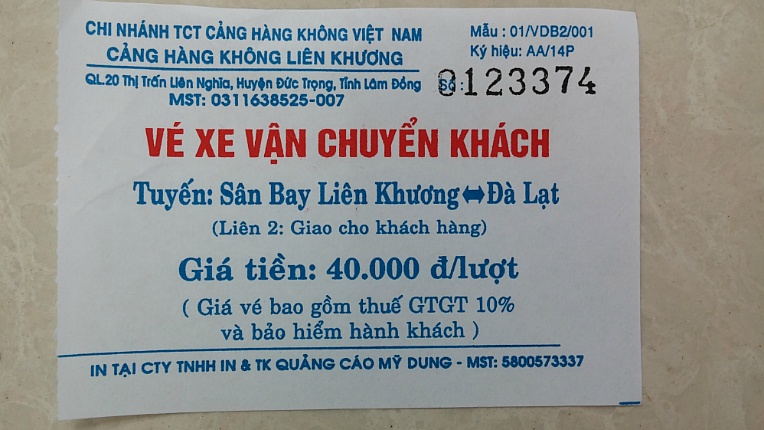 CHI NHÁNH TCT CẢNG HÀNG KHÔNG VIỆT NAM
CẢNG HÀNG KHÔNG LIÊN KHƯƠNG
QL.20 Thị Trấn Liên Nghĩa, Huyện Đức Trọng, Tỉnh Lâm Đồng
MST: 0311638525-007
Mẫu : 01/VDB2/001
Ký hiệu: AA/14P
Số : 0123374
VÉ XE VẬN CHUYỂN KHÁCH
Tuyến: Sân Bay Liên Khương⇔Đà Lạt
(Liên 2: Giao cho khách hàng)
Giá tiền: 40.000 đ/lượt
( Giá vé bao gồm thuế GTGT 10%
và bảo hiểm hành khách )
IN TẠI CTY TNHH IN & TK QUẢNG CÁO MỸ DUNG - MST: 5800573337